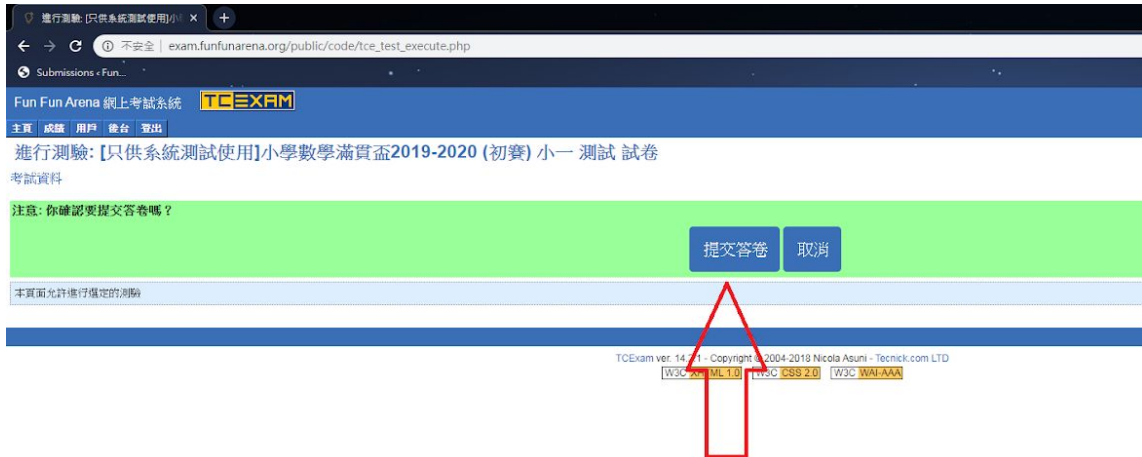 進行測驗: [只供系統測試使用]小
不安全 | exam.funfunarena.org/public/code/tce_test_execute.php
Submissions ‹ Fun...
Fun Fun Arena 網上考試系統 TCEXAM
主頁 成績 用戶 後台 登出
進行測驗: [只供系統測試使用]小學數學滿貫盃2019-2020 (初賽) 小一 測試 試卷
考試資料
注意: 你確認要提交答卷嗎？
提交答卷 取消
本頁面允許進行選定的測驗
TCExam ver. 14.2.1 - Copyright © 2004-2018 Nicola Asuni - Tecnick.com LTD
W3C XHTML 1.0 W3C CSS 2.0 W3C WAI-AAA